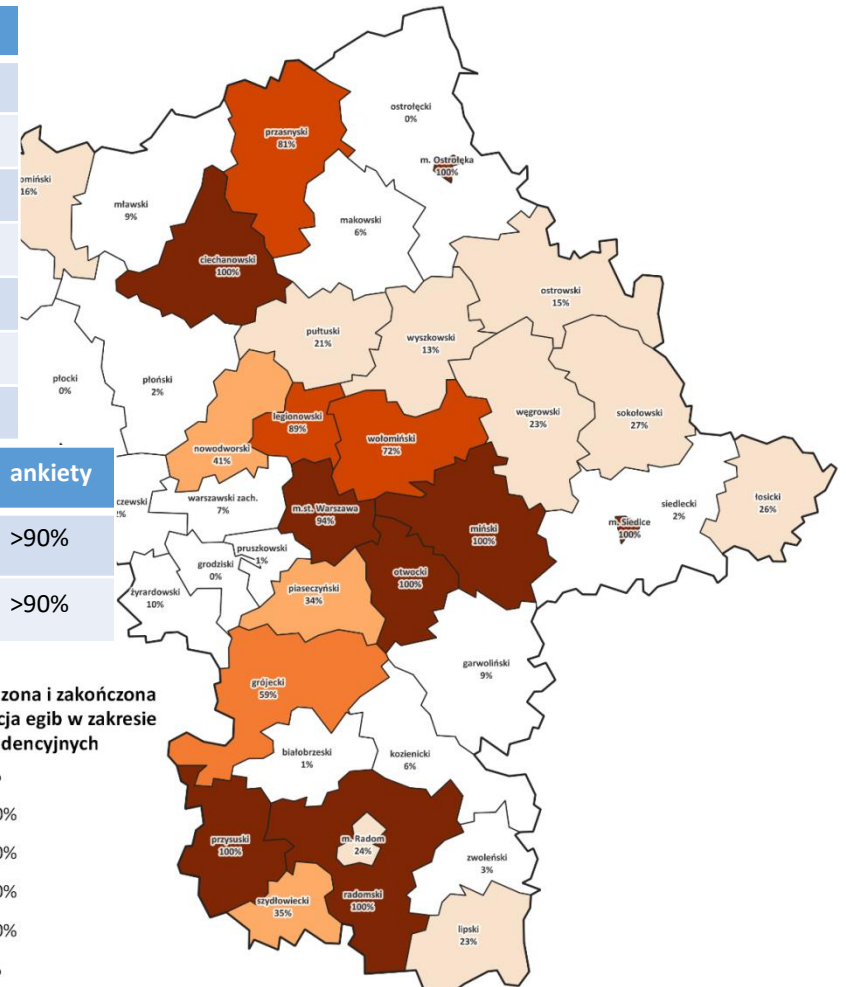 ostrołęcki
0%
przasnyski
81%
m. Ostrołęka
100%
omiński
16%
mławski
9%
makowski
6%
ciechanowski
100%
ostrowski
15%
pułtuski
21%
wyszkowski
13%
płocki
0%
płoński
2%
legionowski
89%
węgrowski
23%
sokołowski
27%
wołomiński
72%
nowodworski
41%
ankiety
>90%
>90%
czewski
2%
warszawski zach.
7%
m.st. Warszawa
94%
siedlecki
2%
łosicki
26%
m. Siedlce
100%
miński
100%
pruszkowski
1%
grodziski
0%
otwocki
100%
żyrardowski
10%
piaseczyński
34%
garwoliński
9%
grójecki
59%
zona i zakończona
cja egib w zakresie
dencyjnych
białobrzeski
1%
kozienicki
6%
0%
0%
0%
0%
przysuski
100%
m. Radom
24%
zwoleński
3%
radomski
100%
szydłowiecki
35%
lipski
23%